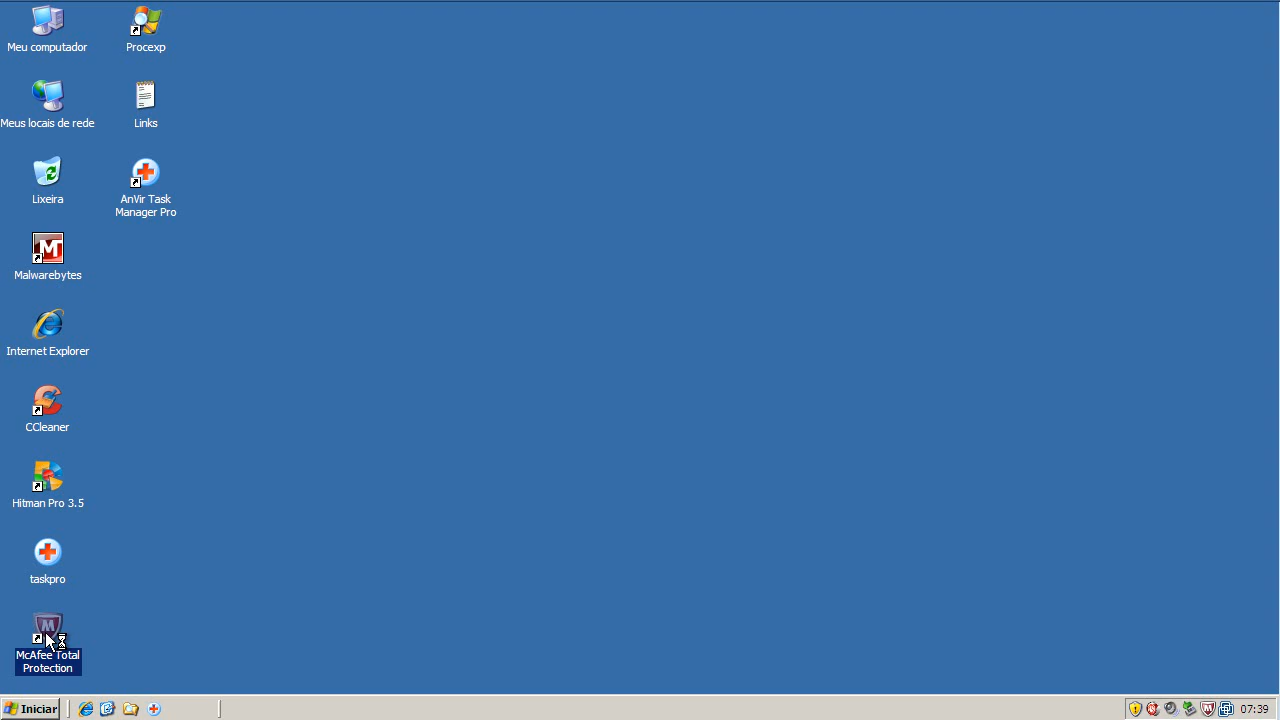 Meu computador
Procexp
Meus locais de rede
Links
Lixeira
AnVir Task
Manager Pro
Malwarebytes
Internet Explorer
CCleaner
Hitman Pro 3.5
taskpro
McAfee Total
Protection
Iniciar
07:39